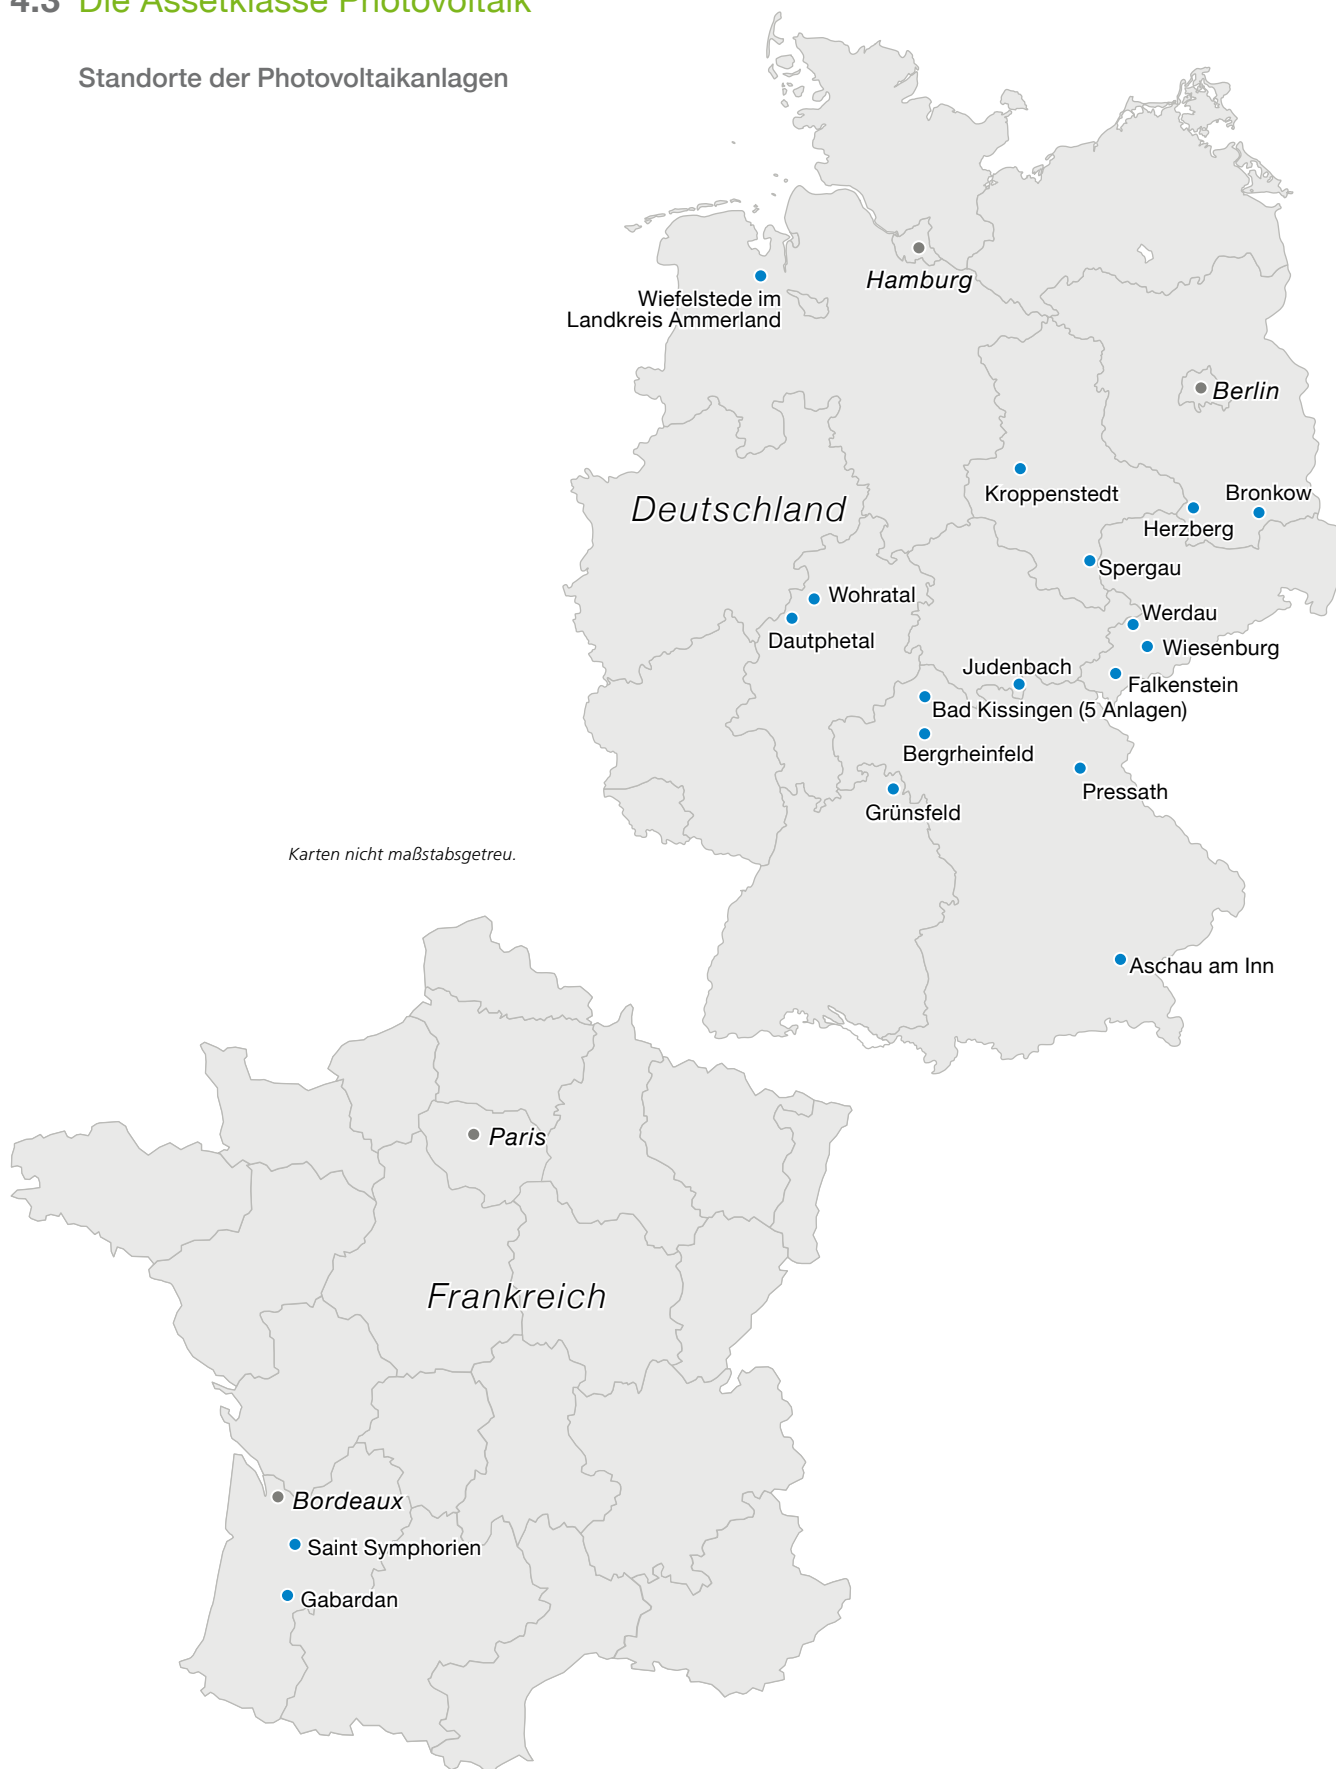 4.3 Die Assetklasse Photovoltaik
Standorte der Photovoltaikanlagen
Hamburg
Wiefelstede im
Landkreis Ammerland
Berlin
Deutschland
Kroppenstedt
Bronkow
Herzberg
Spergau
Wohratal
Dautphetal
Werdau
Wiesenburg
Judenbach
Falkenstein
Bad Kissingen (5 Anlagen)
Bergrheinfeld
Pressath
Grünsfeld
Karten nicht maßstabsgetreu.
Aschau am Inn
Paris
Frankreich
Bordeaux
Saint Symphorien
Gabardan